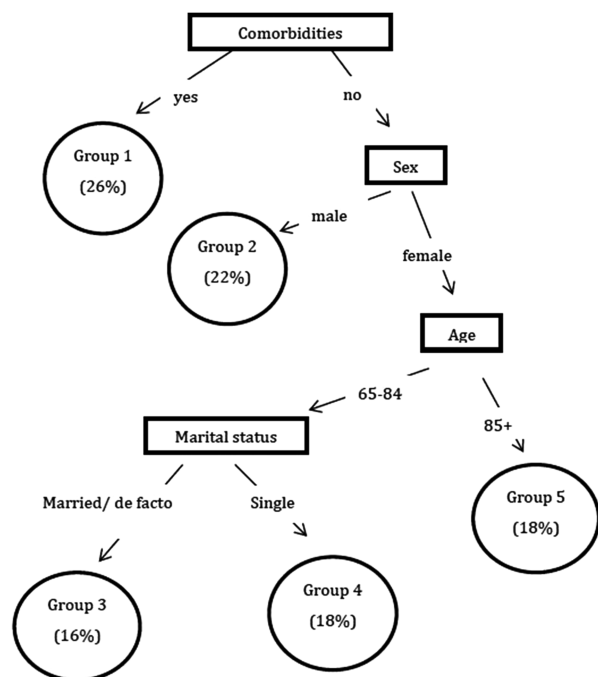 Comorbidities
yes
no
Group 1
(26%)
Sex
male
Group 2
(22%)
female
Age
65-84
85+
Marital status
Married/ de facto
Single
Group 5
(18%)
Group 3
(16%)
Group 4
(18%)